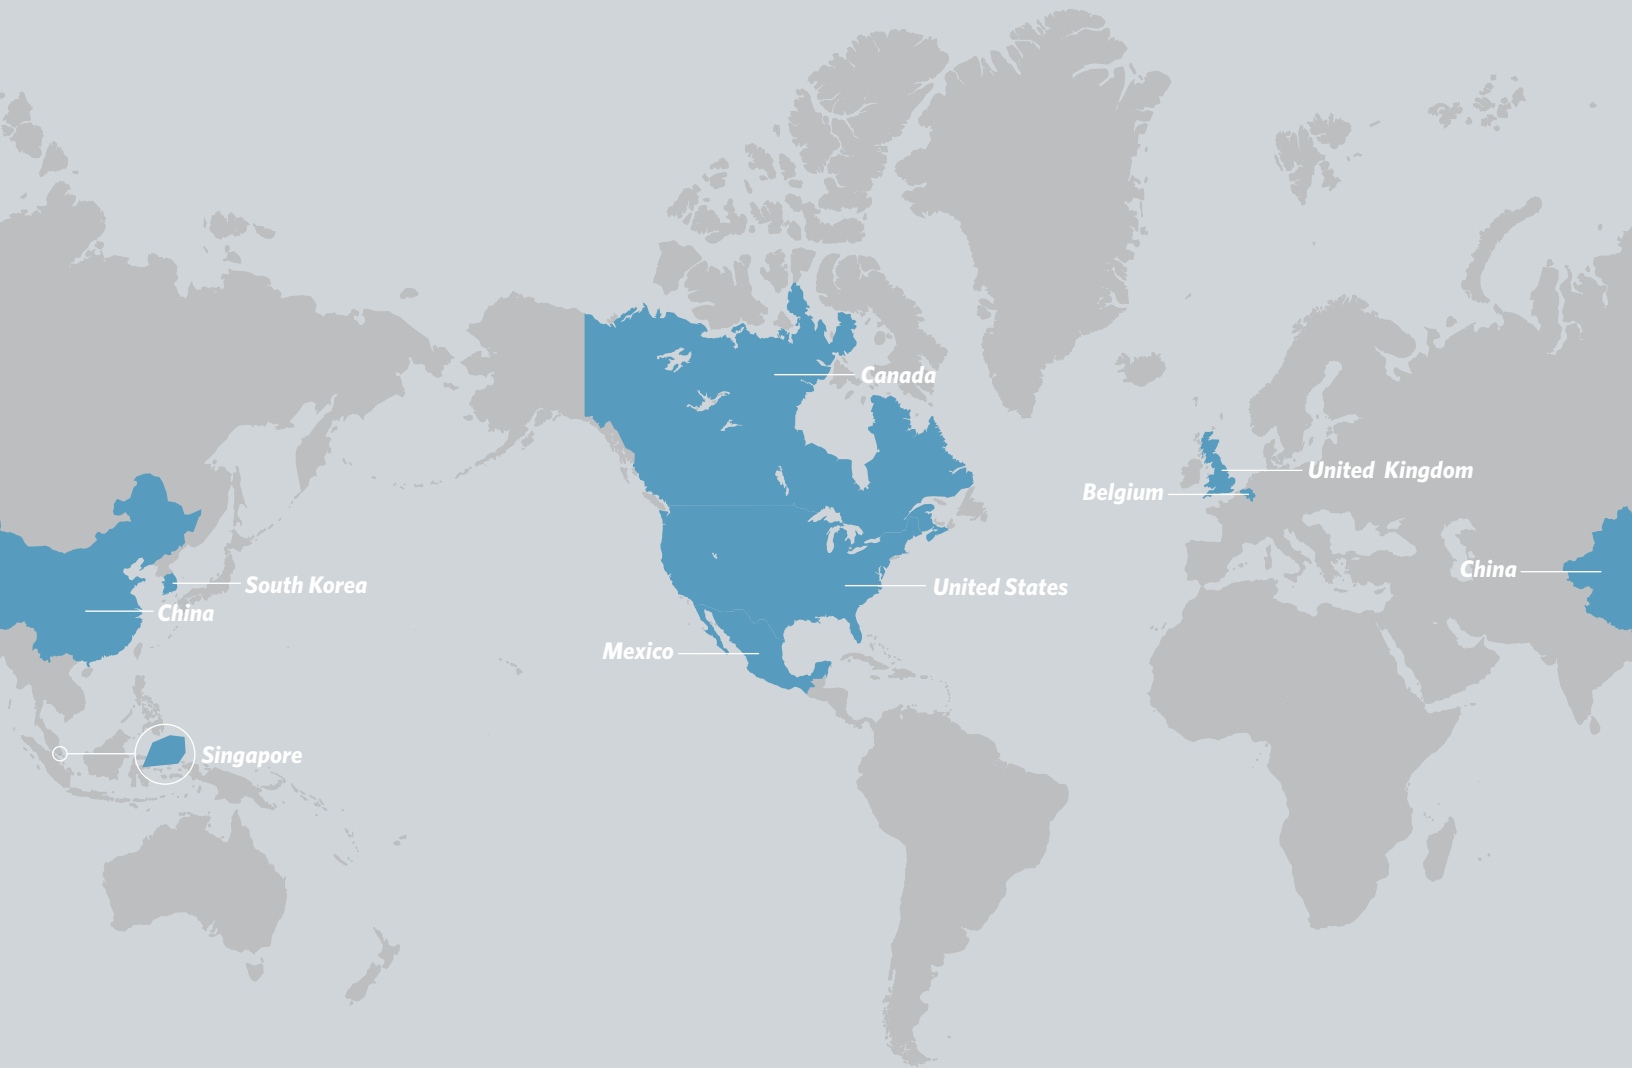 Canada
United Kingdom
Belgium
China
South Korea
United States
China
Mexico
Singapore